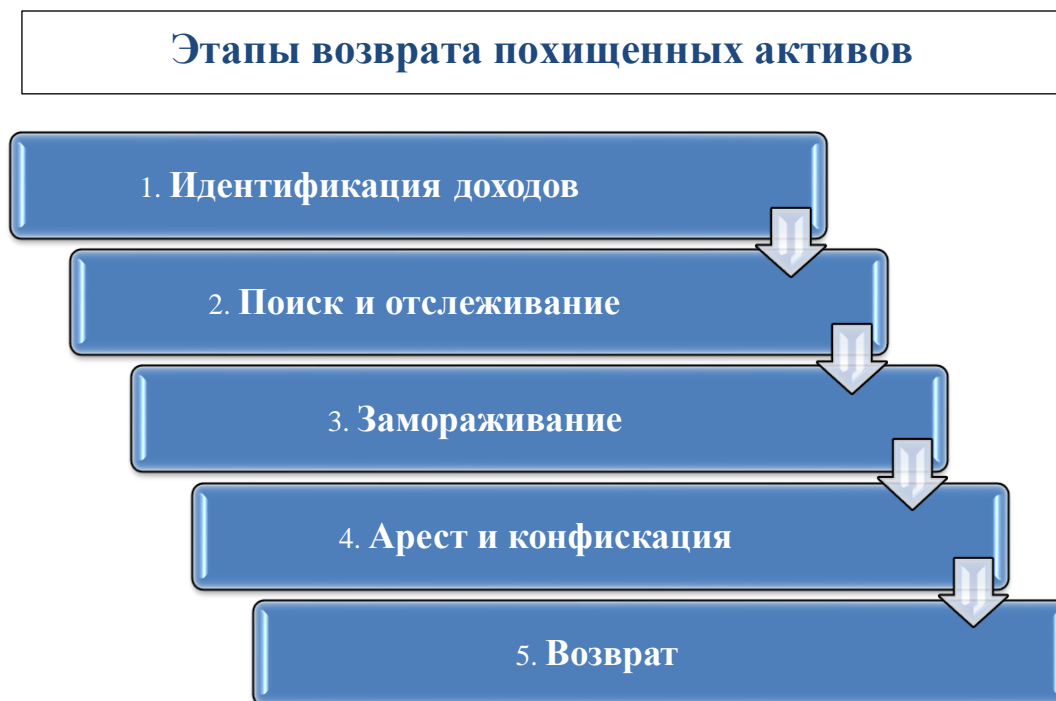 Этапы возврата похищенных активов
1. Идентификация доходов
2. Поиск и отслеживание
3. Замораживание
4. Арест и конфискация
5. Возврат